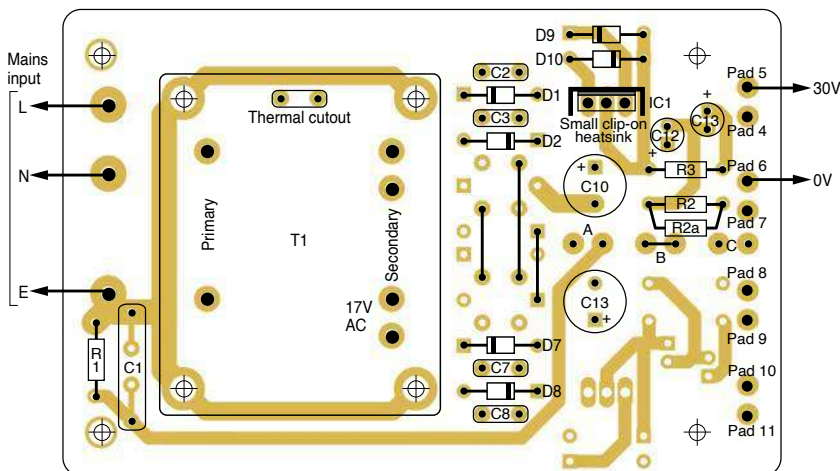 Mains
input
L
N
E
R
1
C1
Thermal cutout
Primary
T1
Secondary
17V
AC
C2
D1
C3
D2
D7
C7
D8
C8
D9
D10
IC1
Small clip-on
heatsink
+
C10
A
C13
+
C12
+
C13
+
R3
R2
R2a
B
C
Pad 5
30V
Pad 4
Pad 6
0V
Pad 7
Pad 8
Pad 9
Pad 10
Pad 11